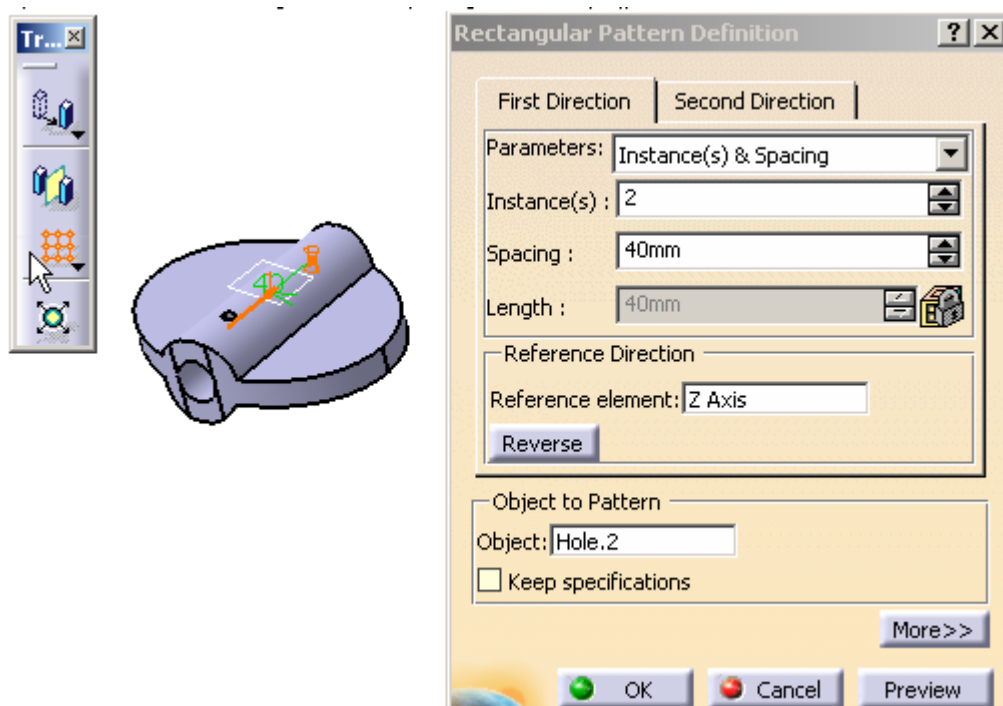 Tr...
Rectangular Pattern Definition
First Direction
Second Direction
Parameters: Instance(s) & Spacing
Instance(s) : 2
Spacing : 40mm
Length : 40mm
Reference Direction
Reference element: Z Axis
Reverse
Object to Pattern
Object: Hole.2
Keep specifications
More>>
OK
Cancel
Preview
40